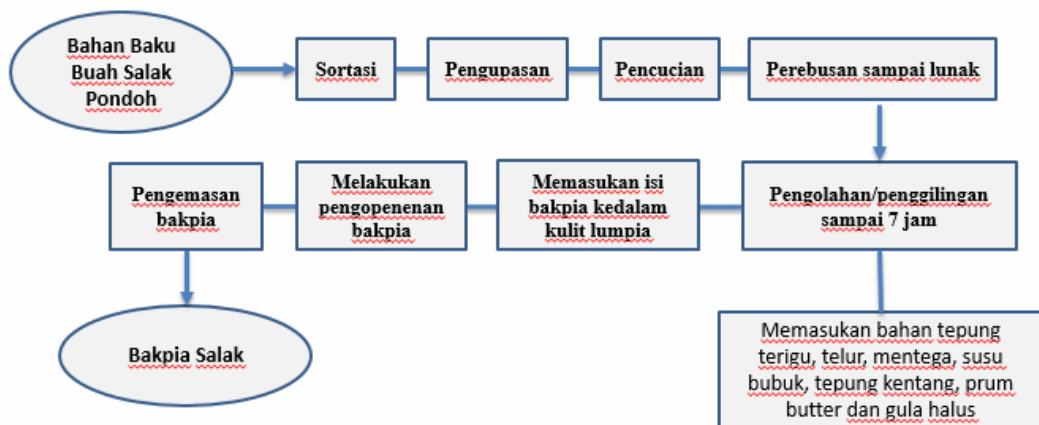 Bahan Baku
Buah Salak
Pondoh
Sortasi
Pengupasan
Pencucian
Perebusan sampai lunak
Pengolahan/penggilingan
sampai 7 jam
Memasukan bahan tepung
terigu, telur, mentega, susu
bubuk, tepung kentang, prum
butter dan gula halus
Memasukan isi
bakpia kedalam
kulit lumpia
Melakukan
pengopenenan
bakpia
Pengemasan
bakpia
Bakpia Salak